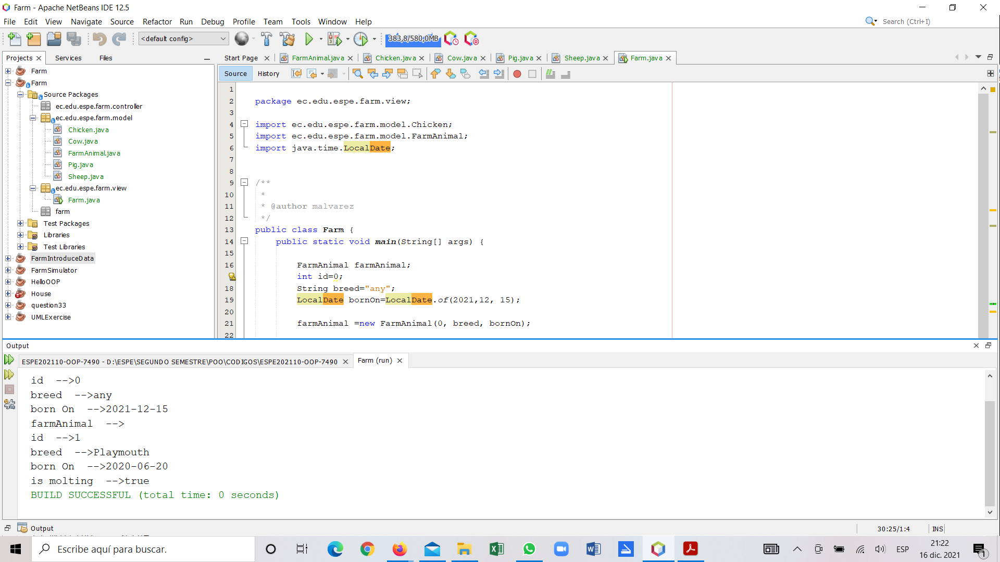 Farm - Apache NetBeans IDE 12.5
File Edit View Navigate Source Refactor Run Debug Profile Team Tools Window Help
Search (Ctrl+I)
<default config>
383,8/580,0MB
Projects Services Files
Start Page FarmAnimal.java Chicken.java Cow.java Pig.java Sheep.java Farm.java
Source History
Farm
Farm
Source Packages
ec.edu.espe.farm.controller
ec.edu.espe.farm.model
Chicken.java
Cow.java
FarmAnimal.java
Pig.java
Sheep.java
ec.edu.espe.farm.view
Farm.java
farm
Test Packages
Libraries
Test Libraries
FarmIntroduceData
FarmSimulator
HelloOOP
House
question33
UMLExercise
1
2 package ec.edu.espe.farm.view;
3
4 import ec.edu.espe.farm.model.Chicken;
5 import ec.edu.espe.farm.model.FarmAnimal;
6 import java.time.LocalDate;
7
8
9 /**
10 *
11 * @author malvarez
12 */
13 public class Farm {
14 public static void main(String[] args) {
15
16 FarmAnimal farmAnimal;
int id=0;
18 String breed="any";
19 LocalDate bornOn=LocalDate.of(2021,12, 15);
20
21 farmAnimal =new FarmAnimal(0, breed, bornOn);
22
Output
ESPE202110-OOP-7490 - D:\ESPE\SEGUNDO SEMESTRE\POO\CODIGOS\ESPE202110-OOP-7490 Farm (run)
id -->0
breed -->any
born On -->2021-12-15
farmAnimal -->
id -->1
breed -->Playmouth
born On -->2020-06-20
is molting -->true
BUILD SUCCESSFUL (total time: 0 seconds)
Output
30:25/1:4 INS
Escribe aquí para buscar.
ESP
21:22
16 dic. 2021
1